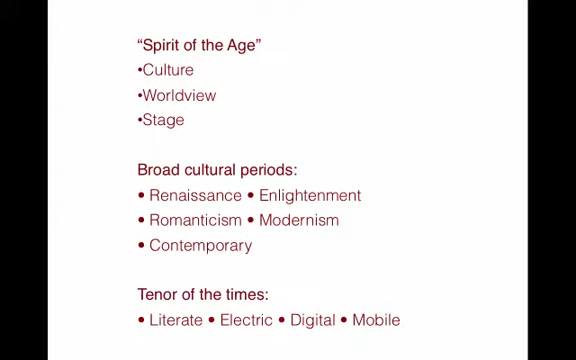 “Spirit of the Age”
•Culture
•Worldview
•Stage
Broad cultural periods:
• Renaissance • Enlightenment
• Romanticism • Modernism
• Contemporary
Tenor of the times:
• Literate • Electric • Digital • Mobile